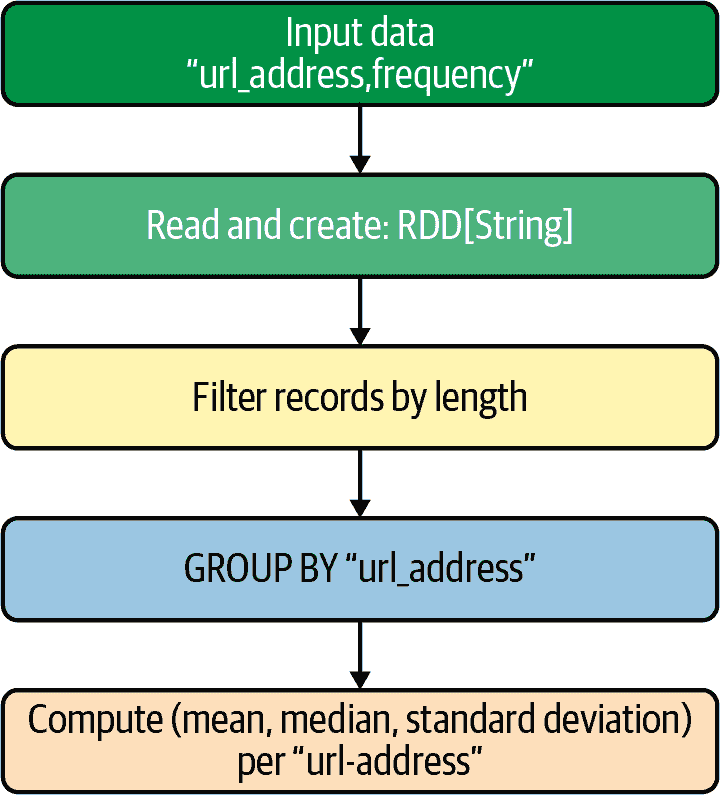 Input data
“url_address,frequency”
Read and create: RDD[String]
Filter records by length
GROUP BY “url_address”
Compute (mean, median, standard deviation)
per “url-address”